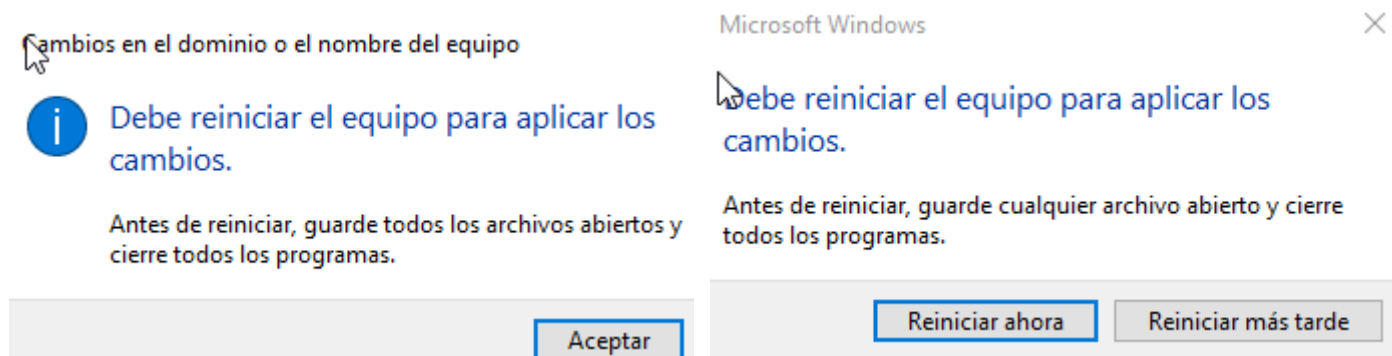 Cambios en el dominio o el nombre del equipo
Debe reiniciar el equipo para aplicar los
cambios.
Antes de reiniciar, guarde todos los archivos abiertos y
cierre todos los programas.
Aceptar
Microsoft Windows
Debe reiniciar el equipo para aplicar los
cambios.
Antes de reiniciar, guarde cualquier archivo abierto y cierre
todos los programas.
Reiniciar ahora
Reiniciar más tarde